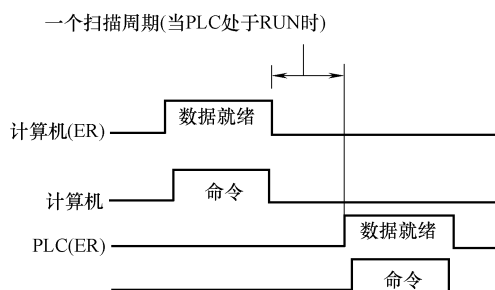 一个扫描周期(当PLC处于RUN时)
计算机(ER)
数据就绪
计算机
命令
PLC(ER)
数据就绪
命令